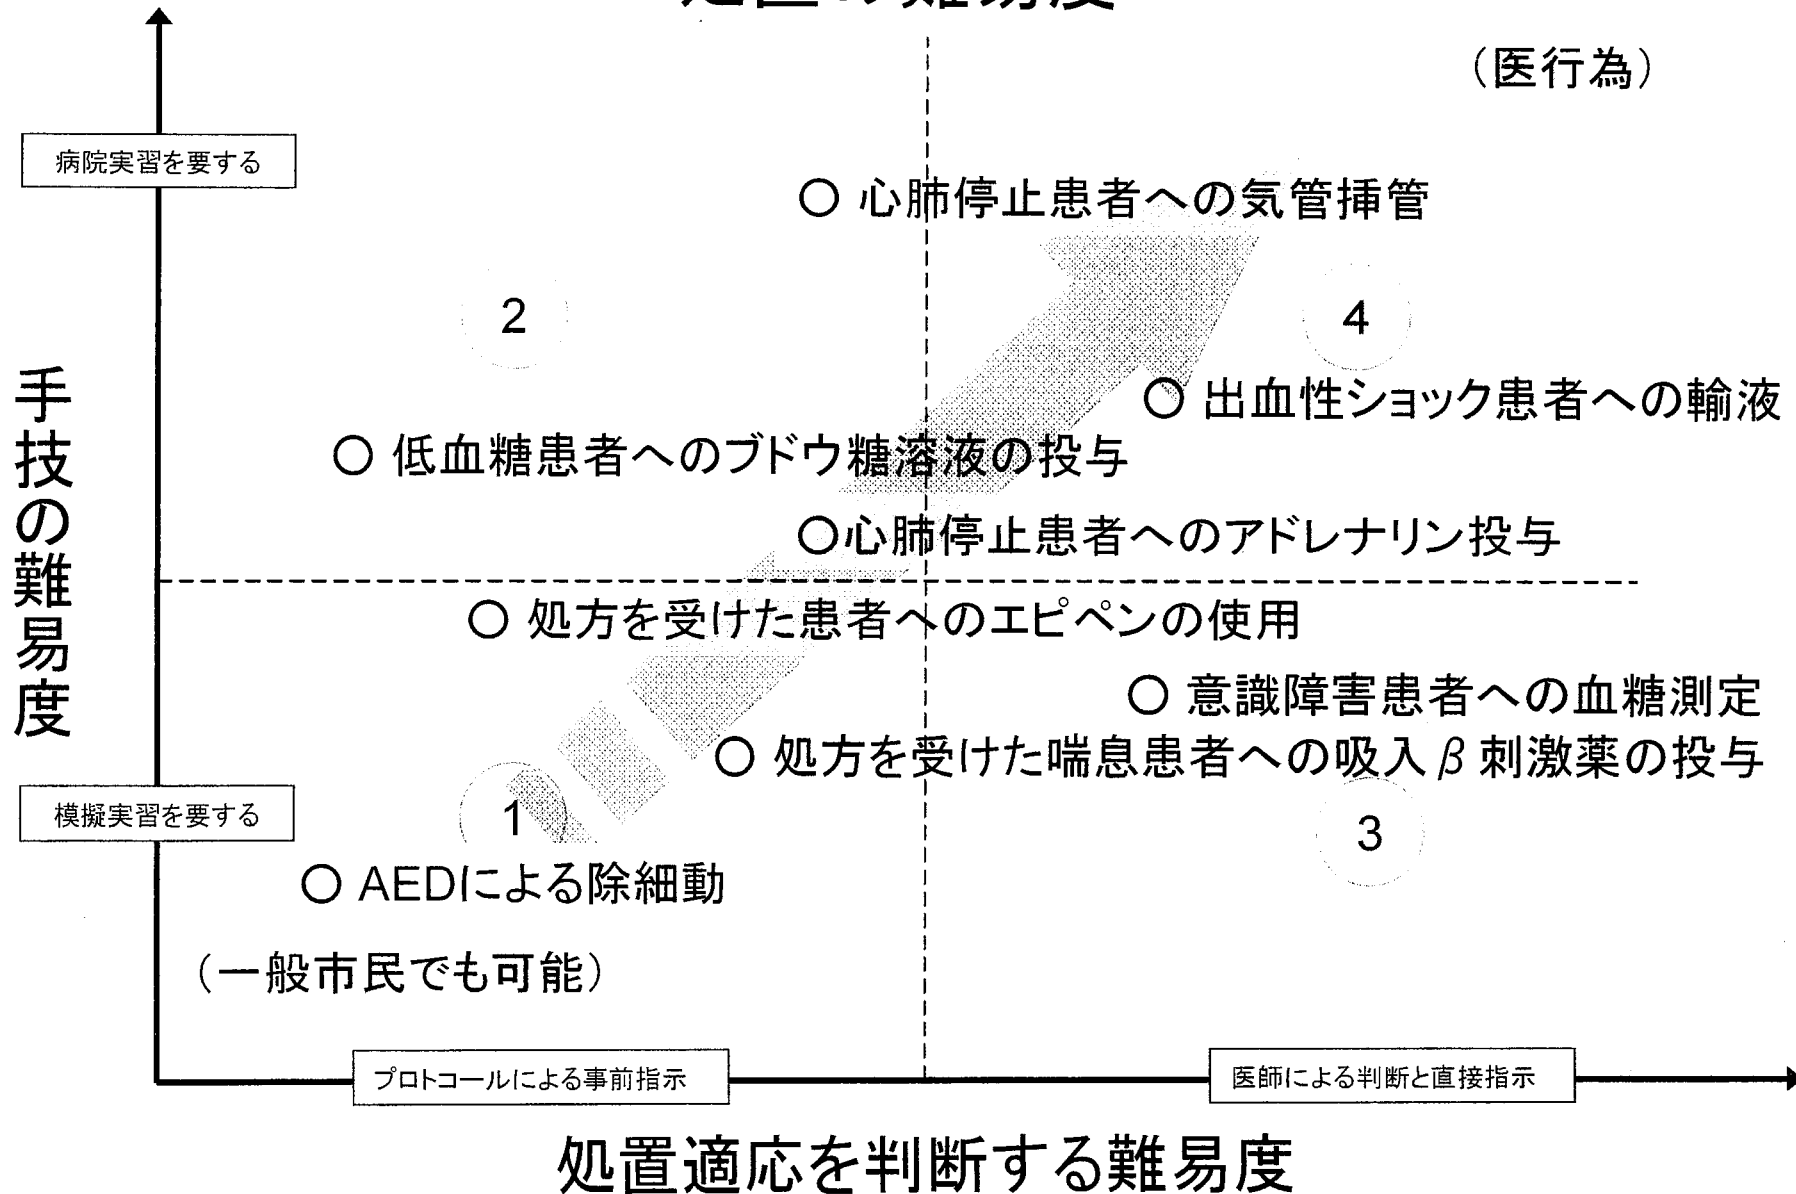 処置の難易度
（医行為）
病院実習を要する
○ 心肺停止患者への気管挿管
2
4
手技の難易度
○ 出血性ショック患者への輸液
○ 低血糖患者へのブドウ糖溶液の投与
○心肺停止患者へのアドレナリン投与
○ 処方を受けた患者へのエピペンの使用
○ 意識障害患者への血糖測定
○ 処方を受けた喘息患者への吸入β刺激薬の投与
模擬実習を要する
1
3
○ AEDによる除細動
（一般市民でも可能）
プロトコールによる事前指示
医師による判断と直接指示
処置適応を判断する難易度